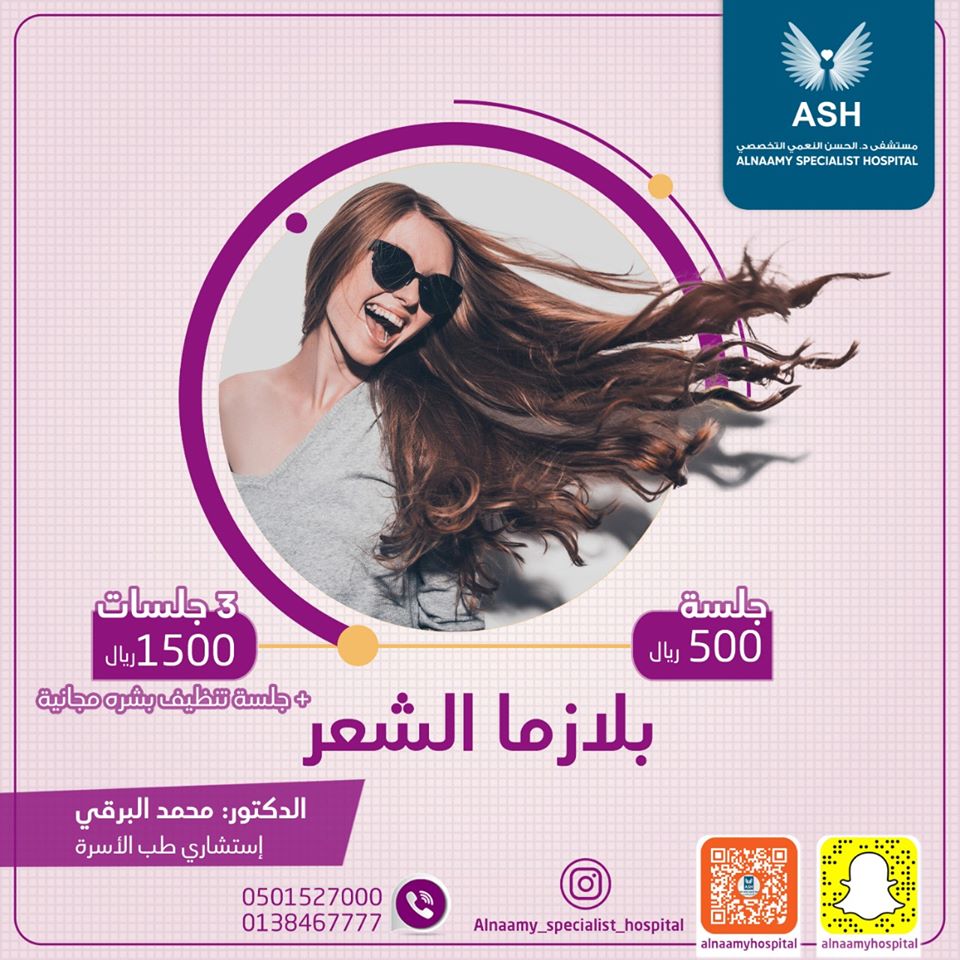 ASH
مستشفى د. الحسن النعمي التخصصي
ALNAAMY SPECIALIST HOSPITAL
جلسة
500 ريال
3 جلسات
1500 ريال
+ جلسة تنظيف بشره مجانية
بلازما الشعر
الدكتور: محمد البرقي
إستشاري طب الأسرة
0501527000
0138467777
Alnaamy_specialist_hospital
ASH
alnaamyhospital
alnaamyhospital